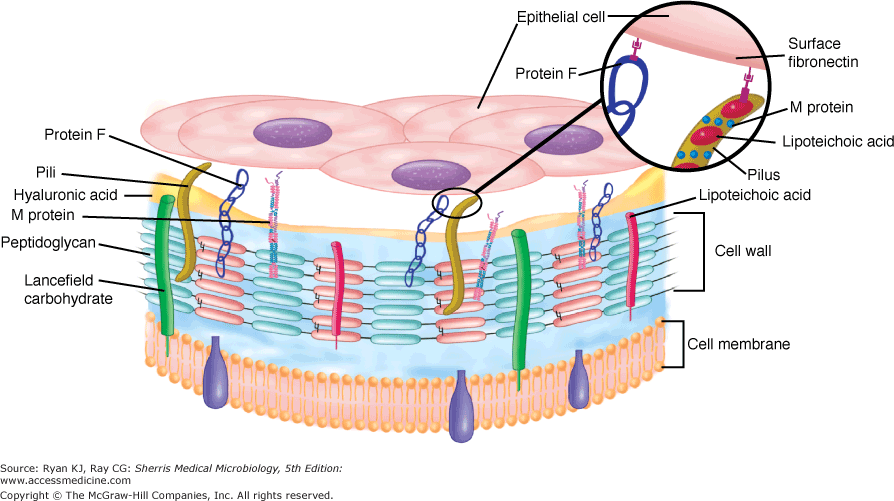 Epithelial cell
Protein F
Surface
fibronectin
M protein
Lipoteichoic acid
Pilus
Protein F
Pili
Hyaluronic acid
M protein
Peptidoglycan
Lancefield
carbohydrate
Lipoteichoic acid
Cell wall
Cell membrane
Source: Ryan KJ, Ray CG: Sherris Medical Microbiology, 5th Edition:
www.accessmedicine.com
Copyright © The McGraw-Hill Companies, Inc. All rights reserved.